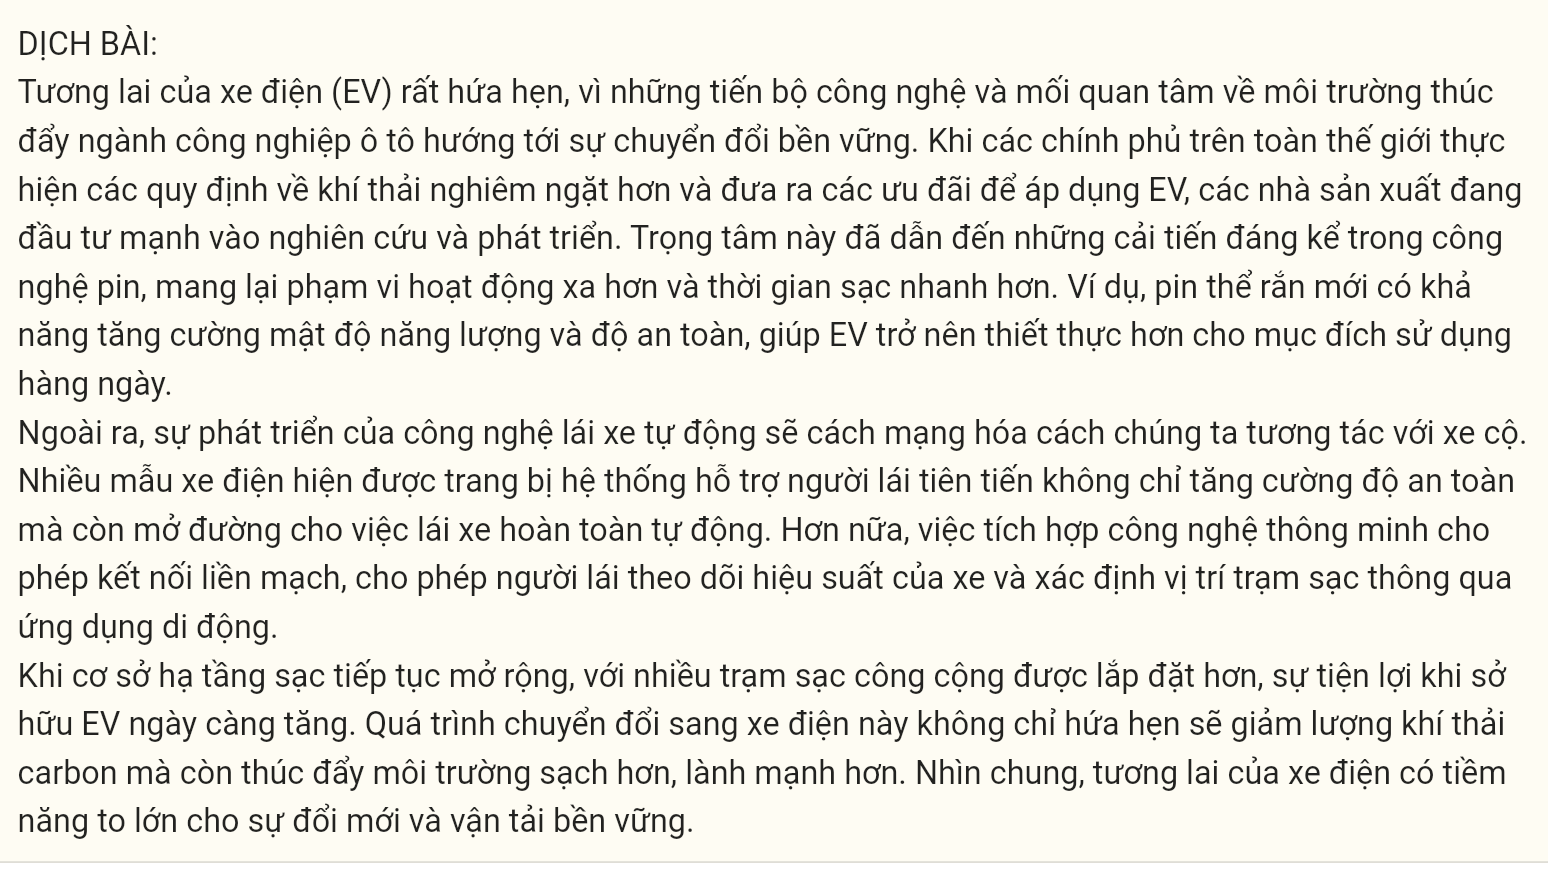 DỊCH BÀI:
Tương lai của xe điện (EV) rất hứa hẹn, vì những tiến bộ công nghệ và mối quan tâm về môi trường thúc
đẩy ngành công nghiệp ô tô hướng tới sự chuyển đổi bền vững. Khi các chính phủ trên toàn thế giới thực
hiện các quy định về khí thải nghiêm ngặt hơn và đưa ra các ưu đãi để áp dụng EV, các nhà sản xuất đang
đầu tư mạnh vào nghiên cứu và phát triển. Trọng tâm này đã dẫn đến những cải tiến đáng kể trong công
nghệ pin, mang lại phạm vi hoạt động xa hơn và thời gian sạc nhanh hơn. Ví dụ, pin thể rắn mới có khả
năng tăng cường mật độ năng lượng và độ an toàn, giúp EV trở nên thiết thực hơn cho mục đích sử dụng
hàng ngày.
Ngoài ra, sự phát triển của công nghệ lái xe tự động sẽ cách mạng hóa cách chúng ta tương tác với xe cộ.
Nhiều mẫu xe điện hiện được trang bị hệ thống hỗ trợ người lái tiên tiến không chỉ tăng cường độ an toàn
mà còn mở đường cho việc lái xe hoàn toàn tự động. Hơn nữa, việc tích hợp công nghệ thông minh cho
phép kết nối liền mạch, cho phép người lái theo dõi hiệu suất của xe và xác định vị trí trạm sạc thông qua
ứng dụng di động.
Khi cơ sở hạ tầng sạc tiếp tục mở rộng, với nhiều trạm sạc công cộng được lắp đặt hơn, sự tiện lợi khi sở
hữu EV ngày càng tăng. Quá trình chuyển đổi sang xe điện này không chỉ hứa hẹn sẽ giảm lượng khí thải
carbon mà còn thúc đẩy môi trường sạch hơn, lành mạnh hơn. Nhìn chung, tương lai của xe điện có tiềm
năng to lớn cho sự đổi mới và vận tải bền vững.